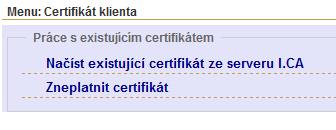 Menu: Certifikát klienta
Práce s existujícím certifikátem
Načíst existující certifikát ze serveru I.CA
Zneplatnit certifikát